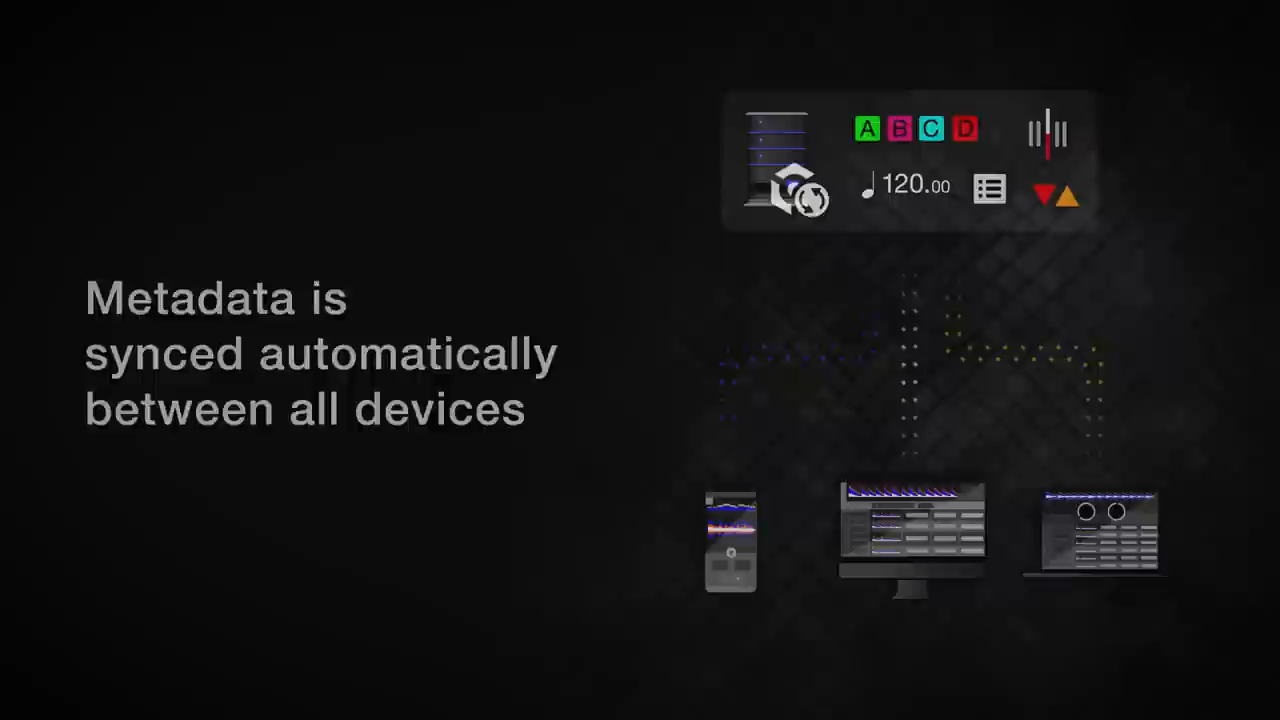 A B C D
120.00
Metadata is
synced automatically
between all devices